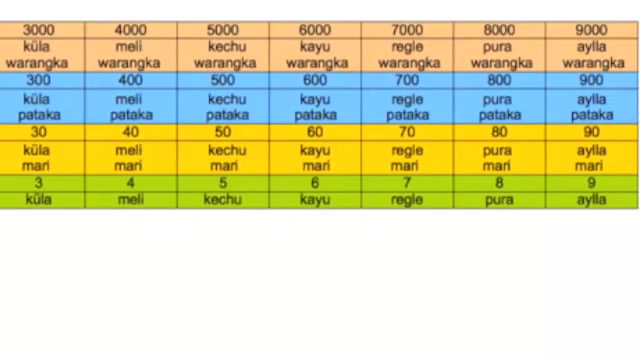 3000 4000 5000 6000 7000 8000 9000
küla meli kechu kayu regle pura aylla
warangka warangka warangka warangka warangka warangka warangka
300 400 500 600 700 800 900
küla meli kechu kayu regle pura aylla
pataka pataka pataka pataka pataka pataka pataka
30 40 50 60 70 80 90
küla meli kechu kayu regle pura aylla
mari mari mari mari mari mari mari
3 4 5 6 7 8 9
küla meli kechu kayu regle pura aylla